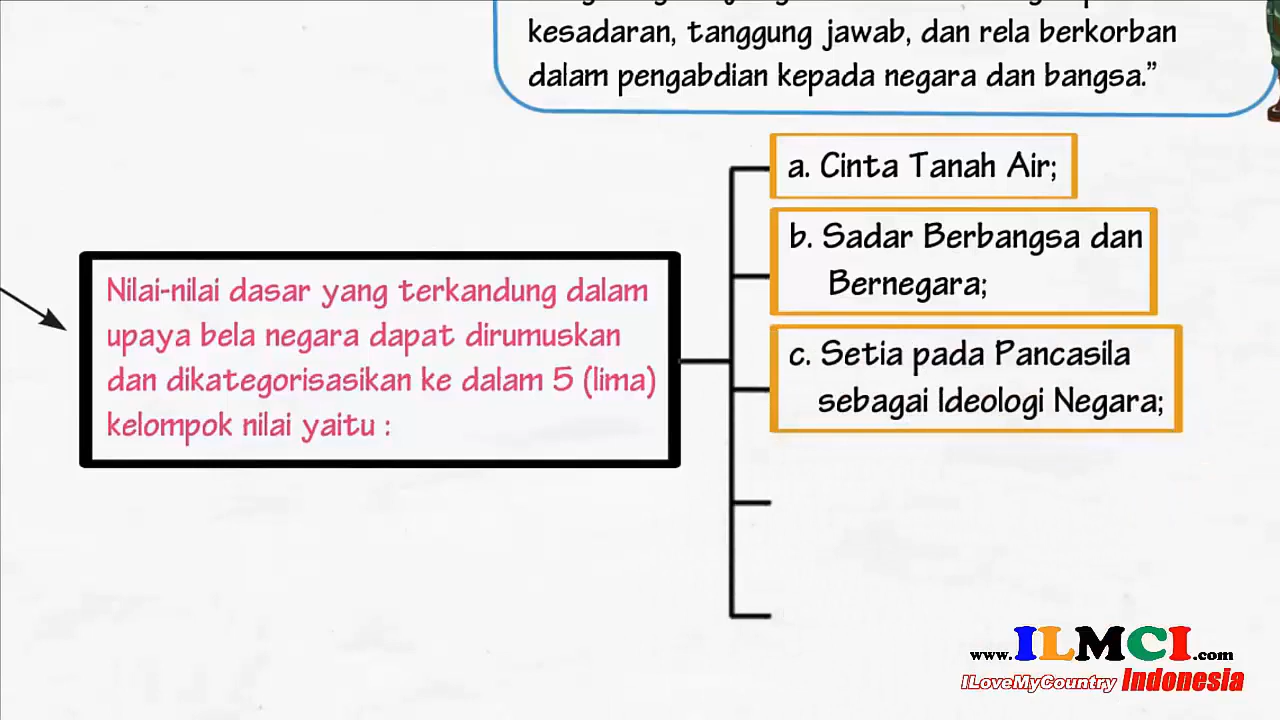 kesadaran, tanggung jawab, dan rela berkorban
dalam pengabdian kepada negara dan bangsa."
Nilai-nilai dasar yang terkandung dalam
upaya bela negara dapat dirumuskan
dan dikategorisasikan ke dalam 5 (lima)
kelompok nilai yaitu :
a. Cinta Tanah Air;
b. Sadar Berbangsa dan
Bernegara;
c. Setia pada Pancasila
sebagai Ideologi Negara;
www.ILMCI.com
ILoveMyCountry Indonesia